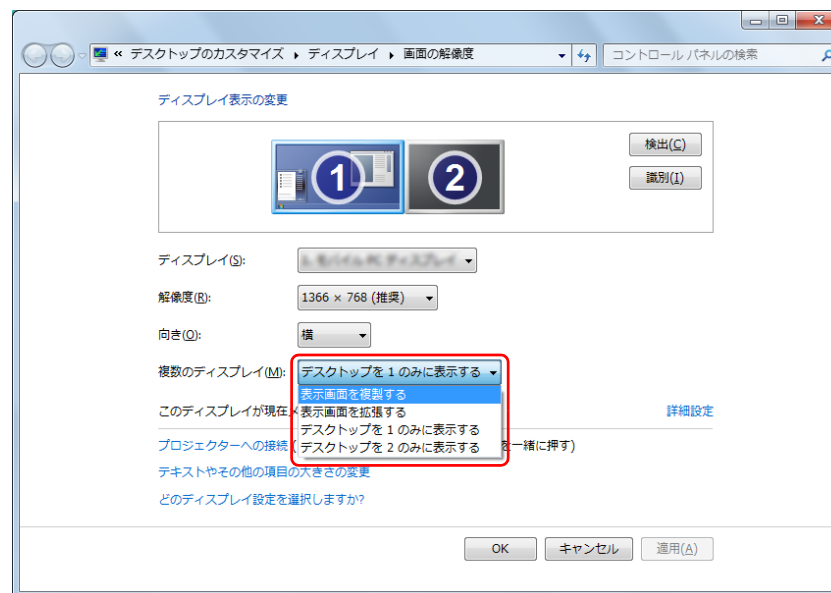 « デスクトップのカスタマイズ ▸ ディスプレイ ▸ 画面の解像度
コントロール パネルの検索
ディスプレイ表示の変更
1
2
検出(C)
識別(I)
ディスプレイ(S):
解像度(R): 1366 × 768 (推奨)
向き(O): 横
複数のディスプレイ(M): デスクトップを 1 のみに表示する
表示画面を複製する
このディスプレイが現在 表示画面を拡張する 詳細設定
デスクトップを 1 のみに表示する
プロジェクターへの接続 ( デスクトップを 2 のみに表示する を一緒に押す)
テキストやその他の項目の大きさの変更
どのディスプレイ設定を選択しますか?
OK キャンセル 適用(A)